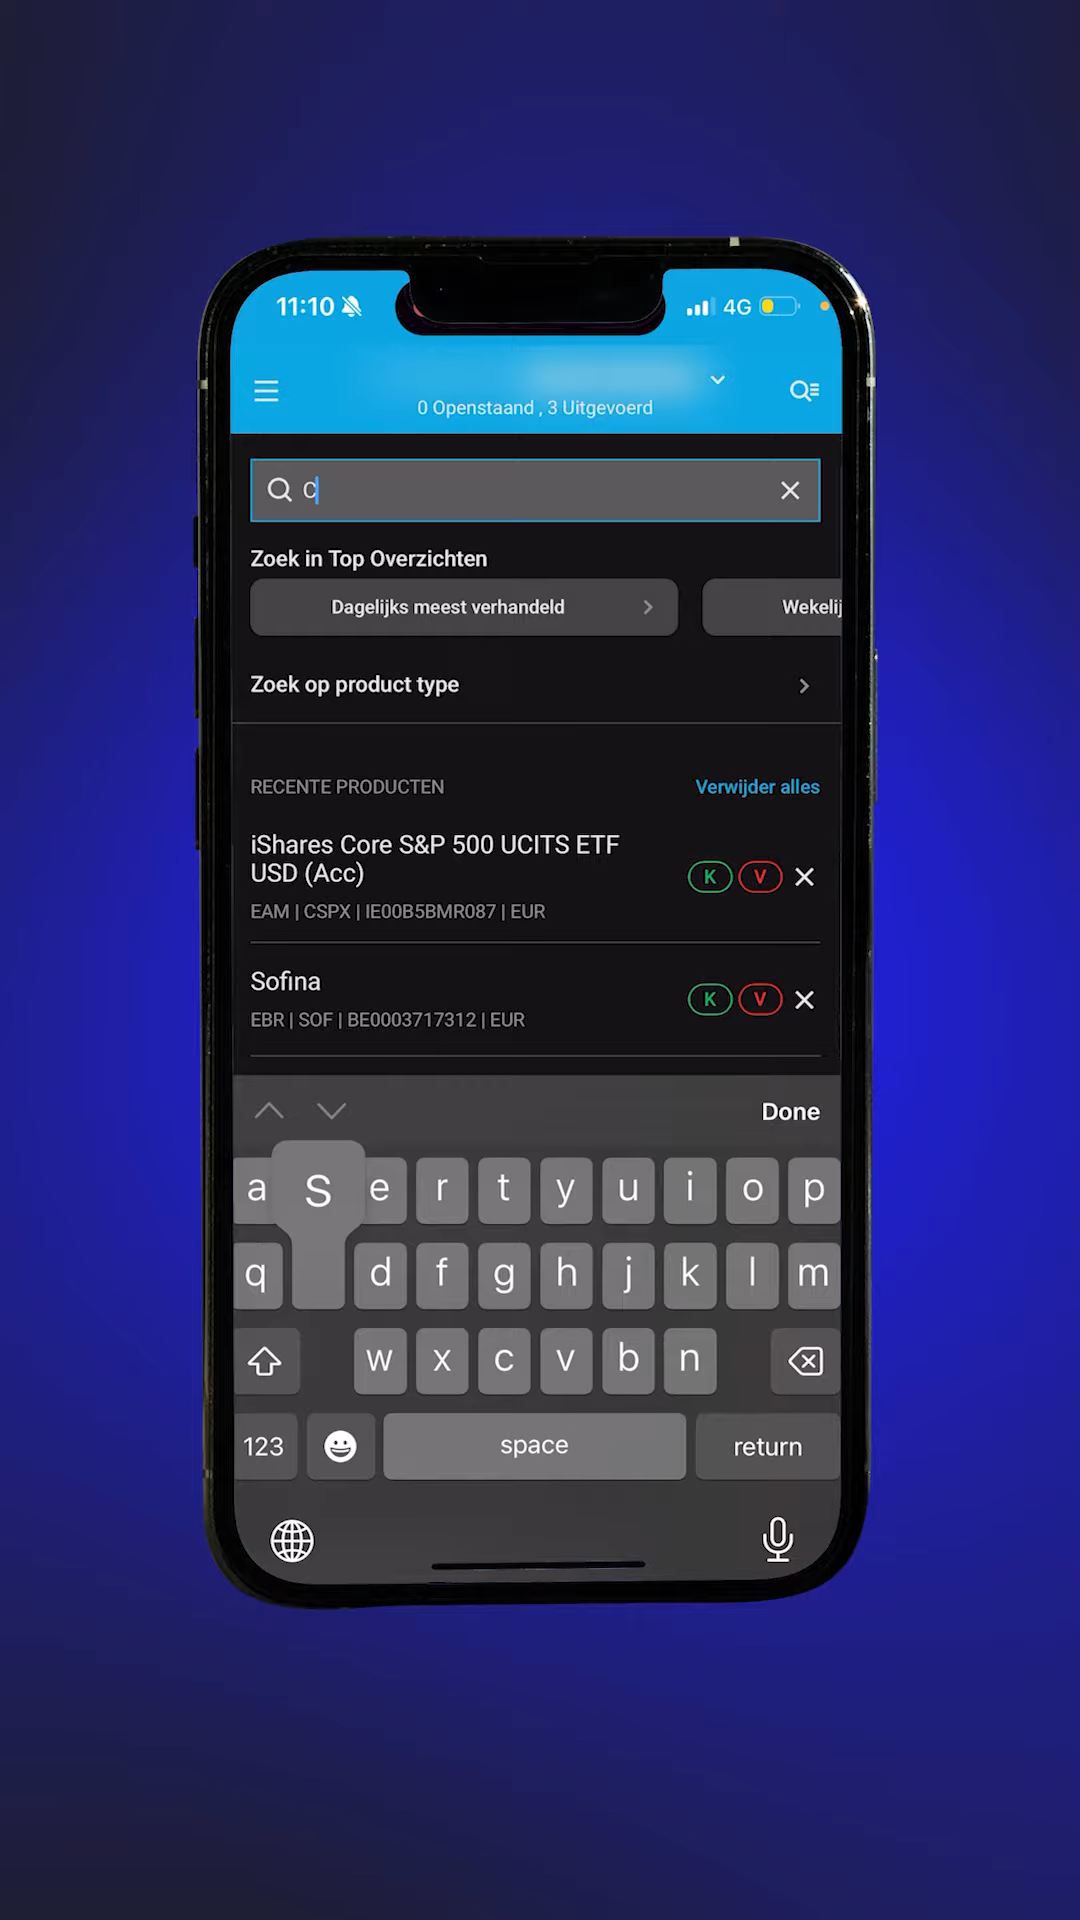 11:10
4G
0 Openstaand , 3 Uitgevoerd
C
Zoek in Top Overzichten
Dagelijks meest verhandeld
Wekelij
Zoek op product type
RECENTE PRODUCTEN
Verwijder alles
iShares Core S&P 500 UCITS ETF
USD (Acc)
K V
EAM | CSPX | IE00B5BMR087 | EUR
Sofina
K V
EBR | SOF | BE0003717312 | EUR
Done
a S e r t y u i o p
q d f g h j k l m
w x c v b n
123 space return